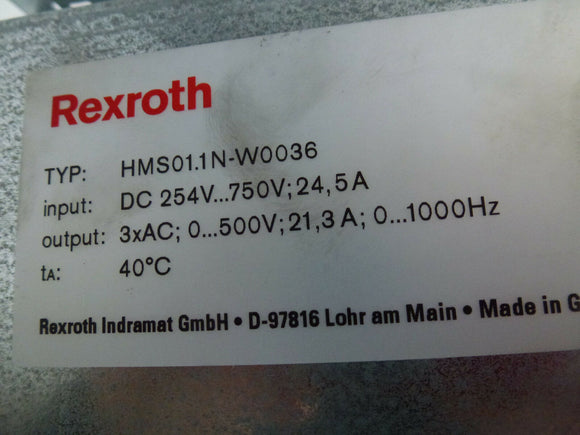 Rexroth
TYP: HMS01.1N-W0036
input: DC 254V...750V; 24,5 A
output: 3xAC; 0...500V; 21,3 A; 0...1000Hz
tA: 40°C
Rexroth Indramat GmbH • D-97816 Lohr am Main • Made in G